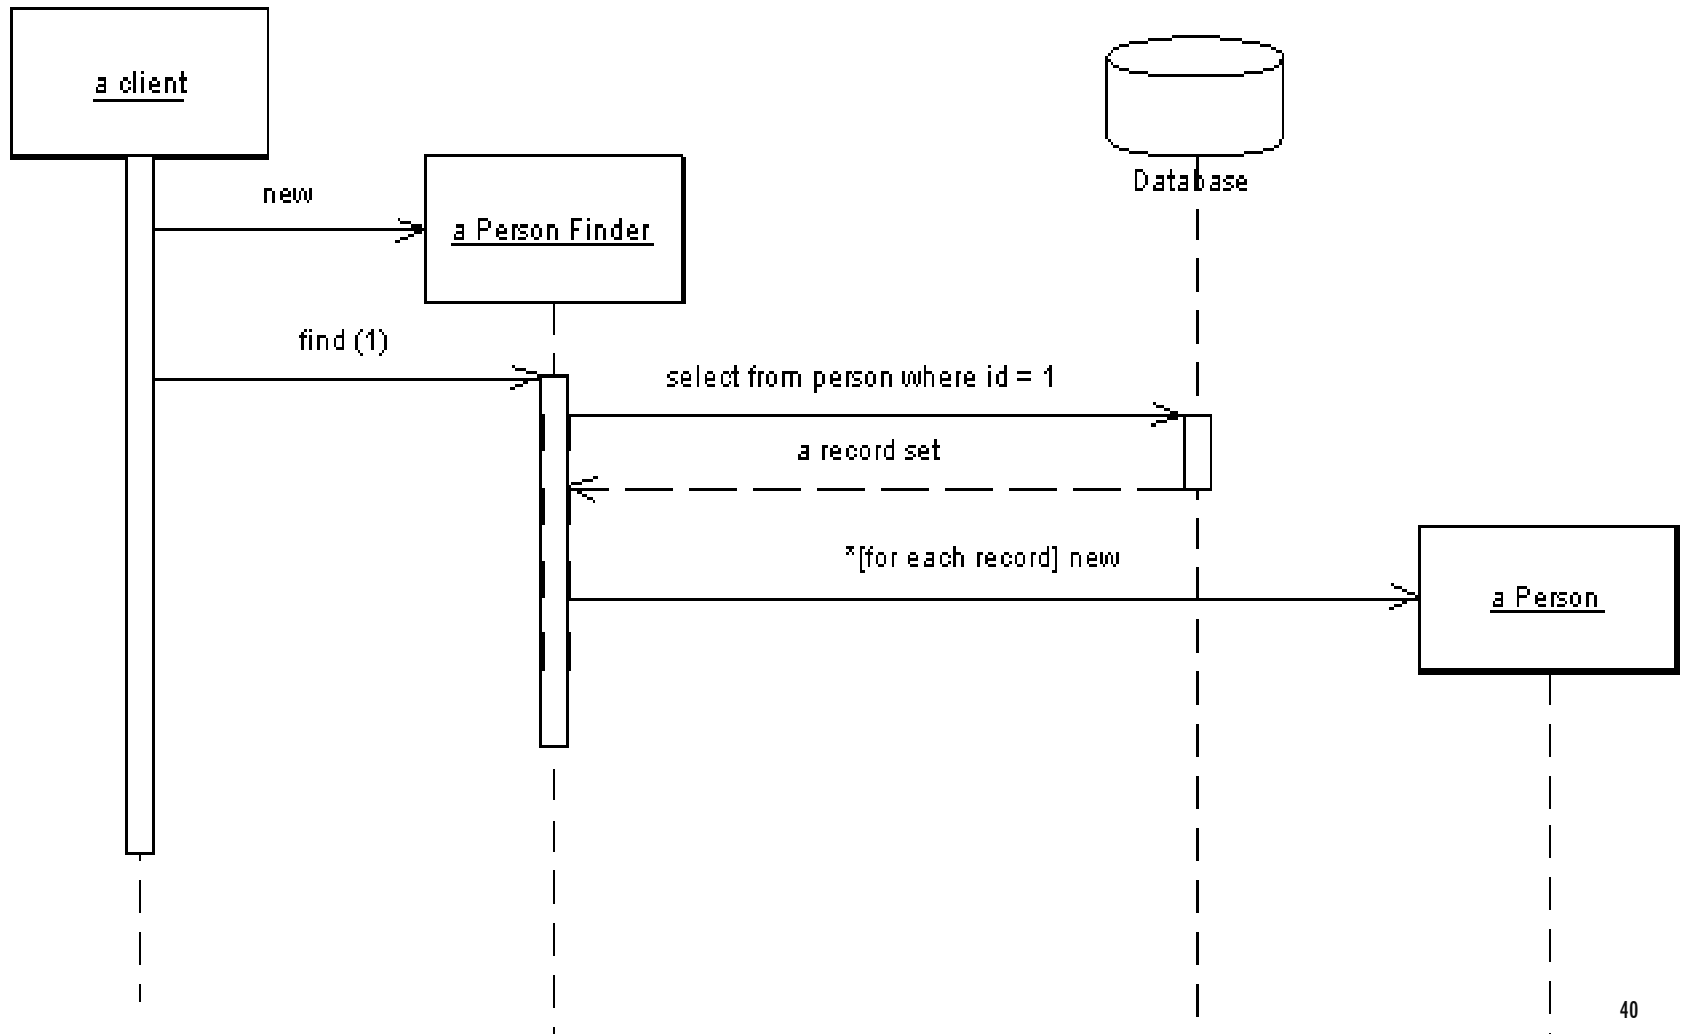 a client
Database
new
a Person Finder
find (1)
select from person where id = 1
a record set
*[for each record] new
a Person
40